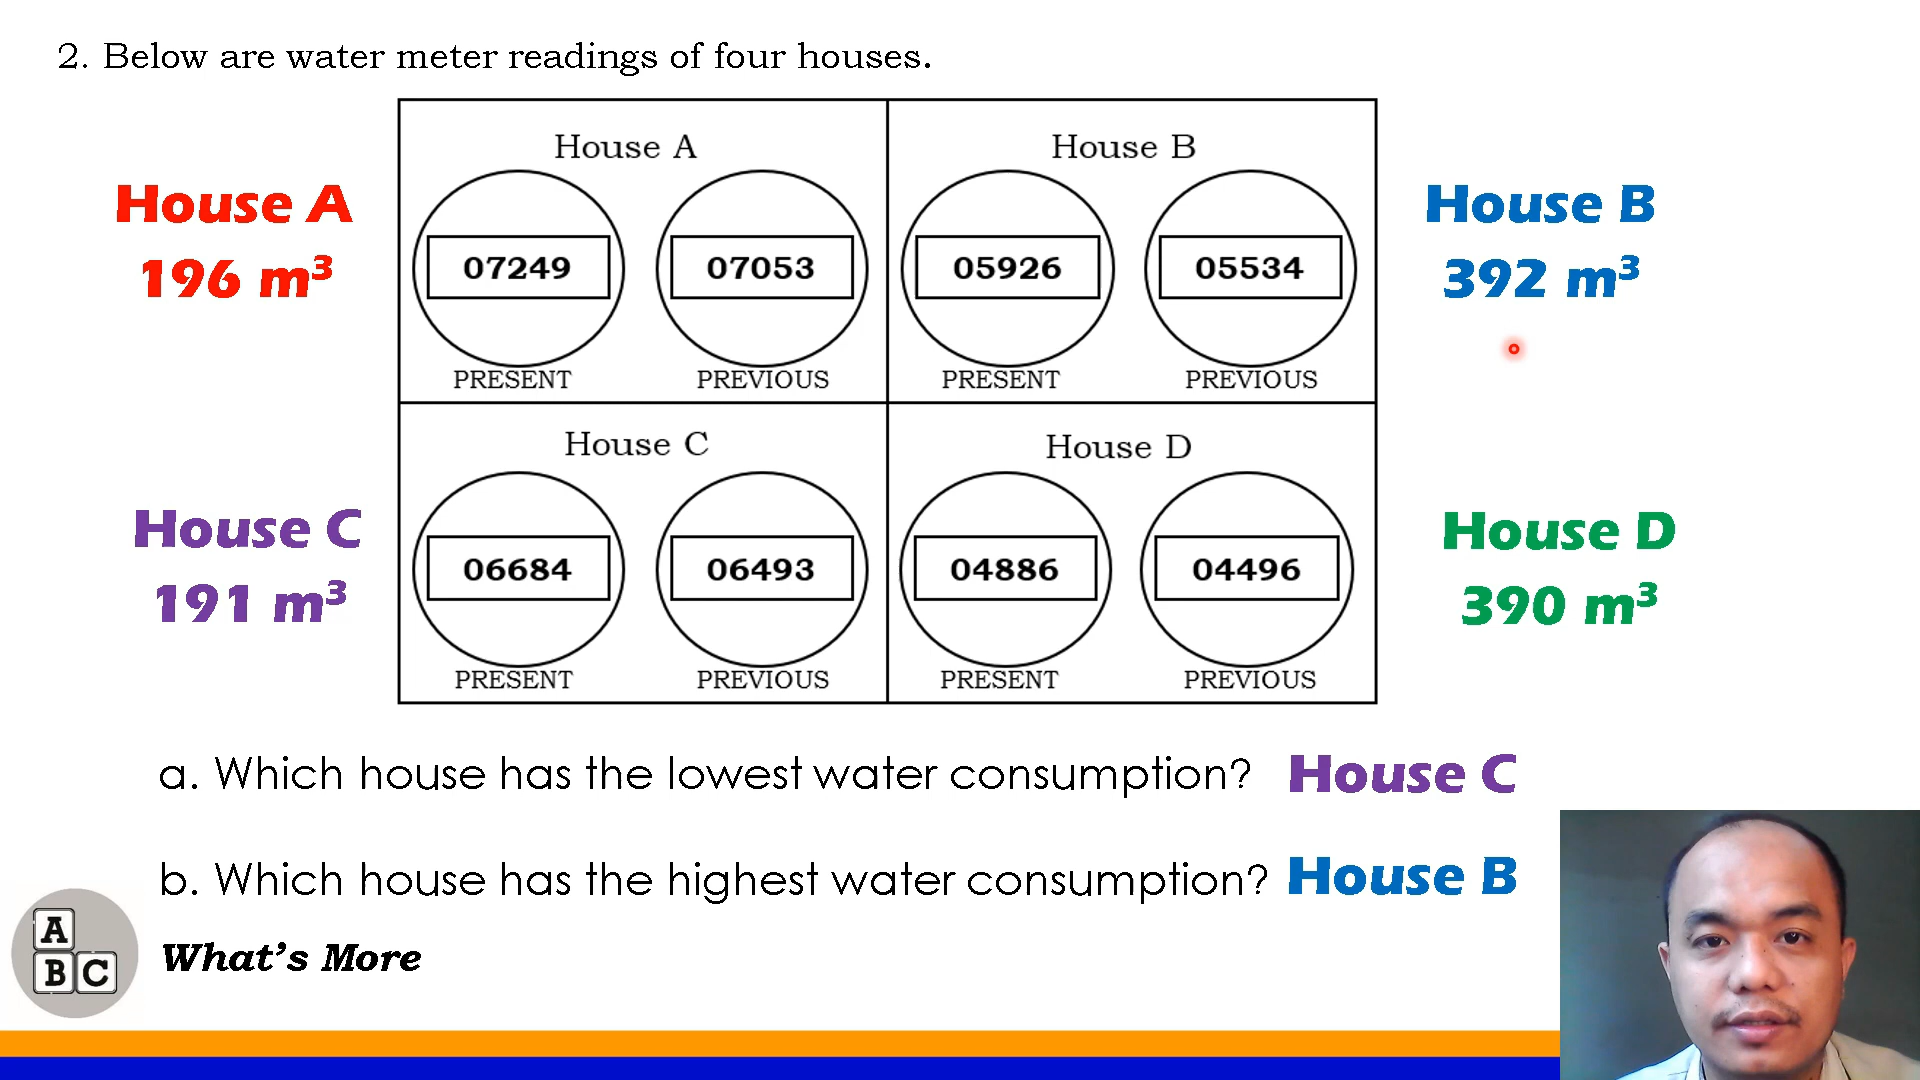 2. Below are water meter readings of four houses.
House A
196 m³
House A
07249
07053
PRESENT
PREVIOUS
House B
05926
05534
PRESENT
PREVIOUS
House B
392 m³
House C
191 m³
House C
06684
06493
PRESENT
PREVIOUS
House D
04886
04496
PRESENT
PREVIOUS
House D
390 m³
a. Which house has the lowest water consumption? House C
b. Which house has the highest water consumption? House B
A
B C
What's More